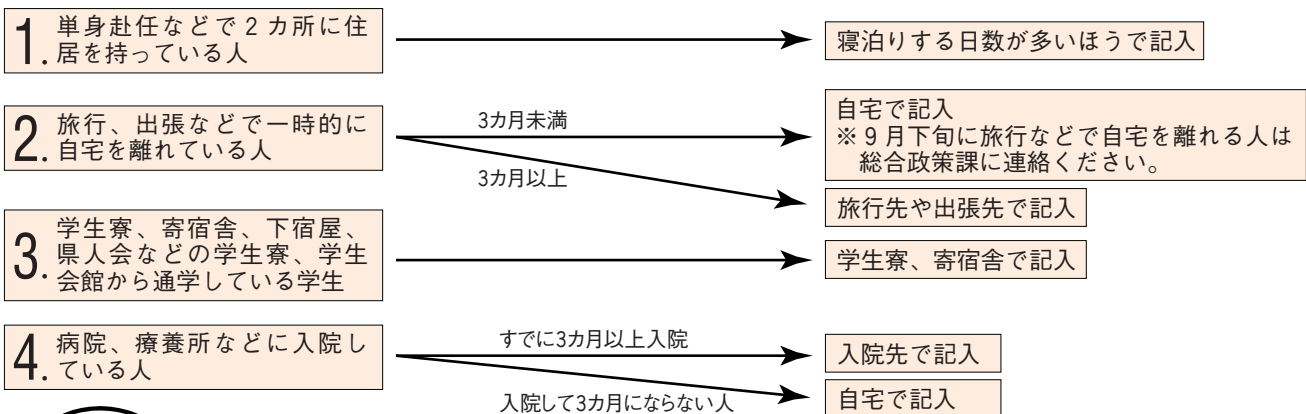 1. 単身赴任などで2カ所に住
居を持っている人
寝泊りする日数が多いほうで記入
2. 旅行、出張などで一時的に
自宅を離れている人
3カ月未満
自宅で記入
※9月下旬に旅行などで自宅を離れる人は
総合政策課に連絡ください。
3カ月以上
旅行先や出張先で記入
3. 学生寮、寄宿舎、下宿屋、
県人会などの学生寮、学生
会館から通学している学生
学生寮、寄宿舎で記入
4. 病院、療養所などに入院し
ている人
すでに3カ月以上入院
入院先で記入
入院して3カ月にならない人
自宅で記入